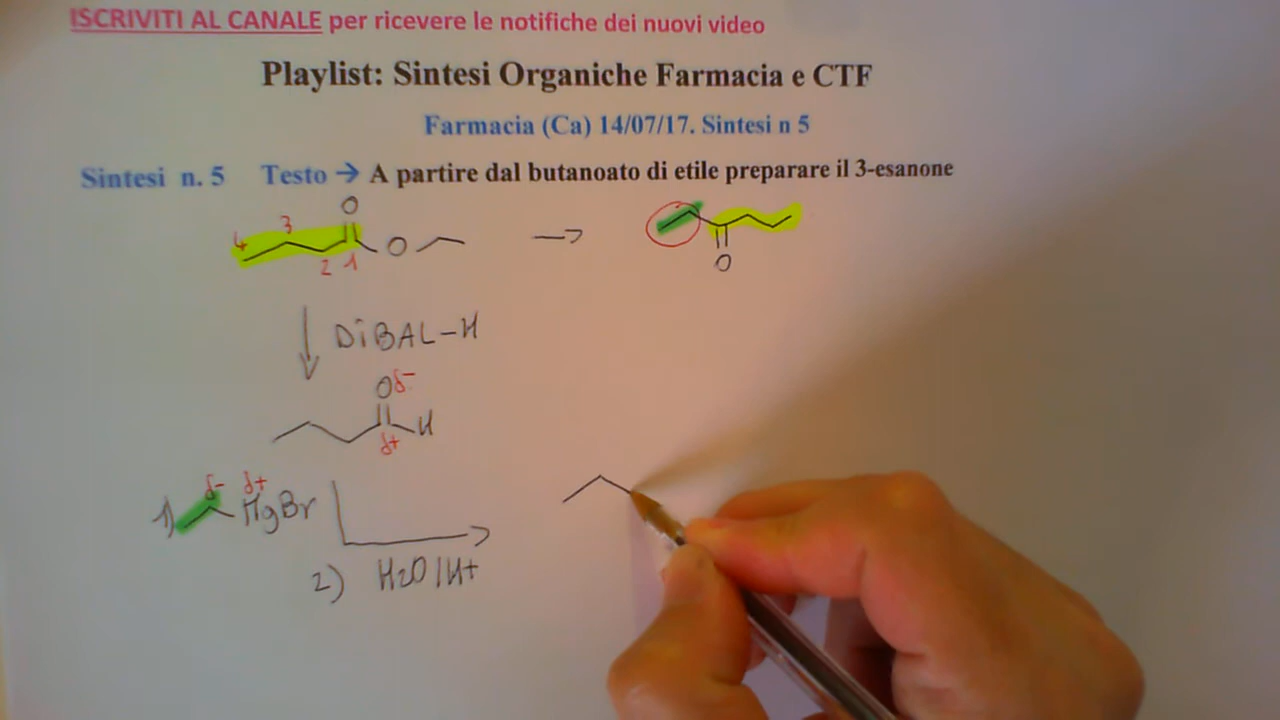 ISCRIVITI AL CANALE per ricevere le notifiche dei nuovi video
Playlist: Sintesi Organiche Farmacia e CTF
Farmacia (Ca) 14/07/17. Sintesi n 5
Sintesi n. 5 Testo → A partire dal butanoato di etile preparare il 3-esanone
O
4 3 O →
2 1 O
DiBAL-H
Oδ-
H
δ+
δ- δ+
1) MgBr
2) H2O/H+